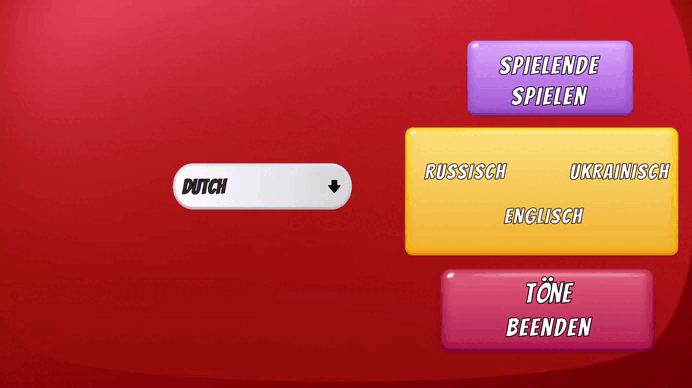 SPIELENDE
SPIELEN
DUTCH
RUSSISCH UKRAINISCH
ENGLISCH
TÖNE
BEENDEN